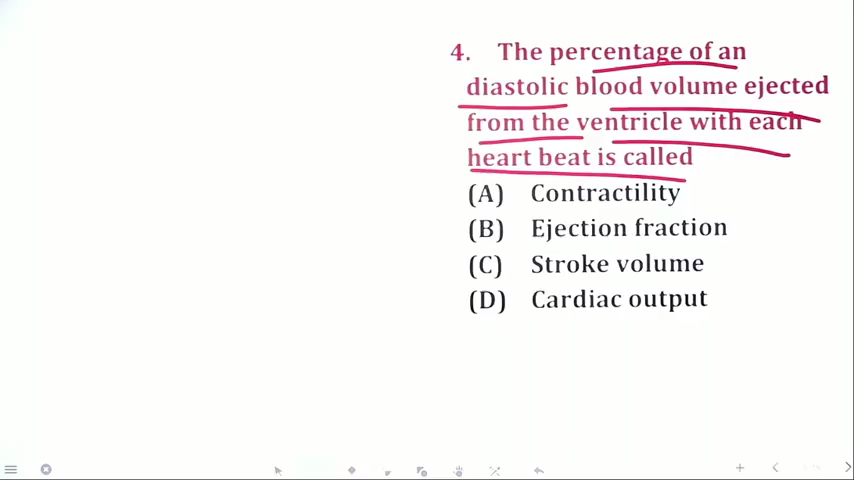 4. The percentage of an
diastolic blood volume ejected
from the ventricle with each
heart beat is called
(A) Contractility
(B) Ejection fraction
(C) Stroke volume
(D) Cardiac output